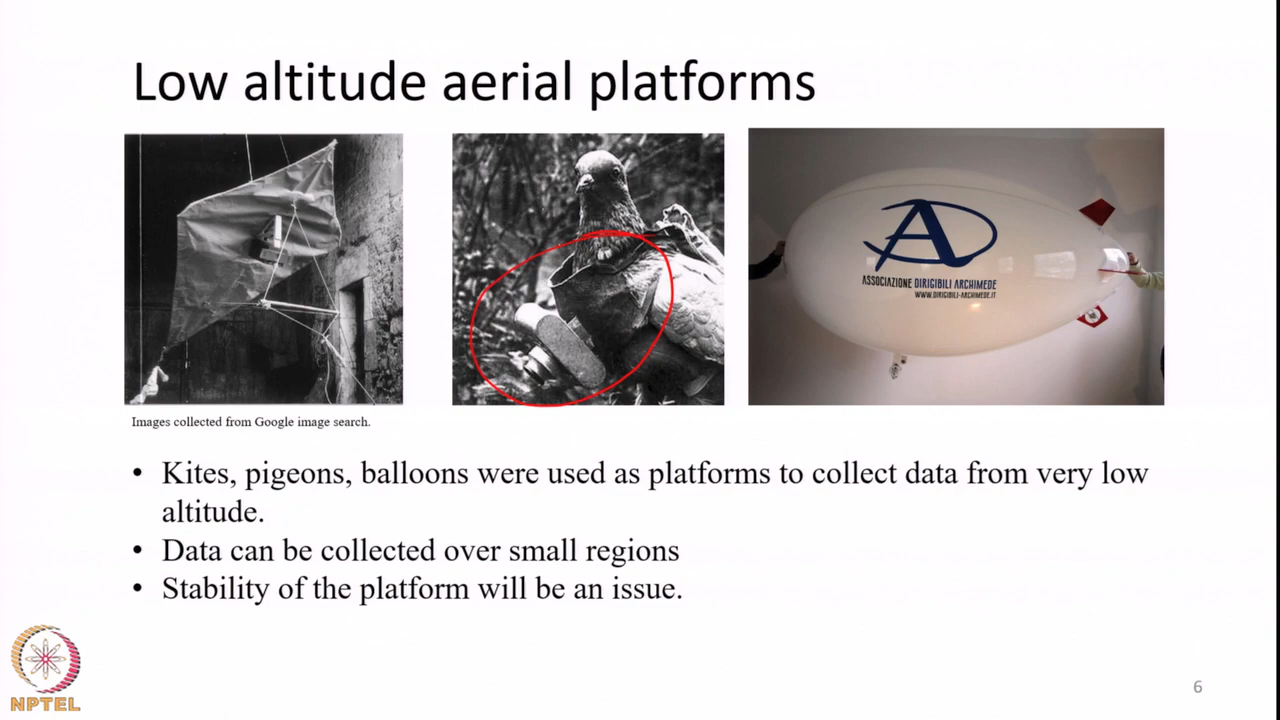 Low altitude aerial platforms
A
ASSOCIAZIONE DIRIGIBILI ARCHIMEDE
WWW.DIRIGIBILI-ARCHIMEDE.IT
Images collected from Google image search.
• Kites, pigeons, balloons were used as platforms to collect data from very low
altitude.
• Data can be collected over small regions
• Stability of the platform will be an issue.
NPTEL
6